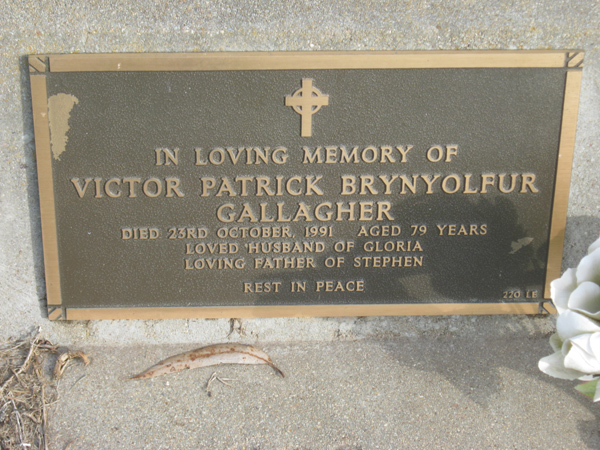 IN LOVING MEMORY OF
VICTOR PATRICK BRYNYOLFUR
GALLAGHER
DIED 23RD OCTOBER, 1991 AGED 79 YEARS
LOVED HUSBAND OF GLORIA
LOVING FATHER OF STEPHEN
REST IN PEACE
220 LE